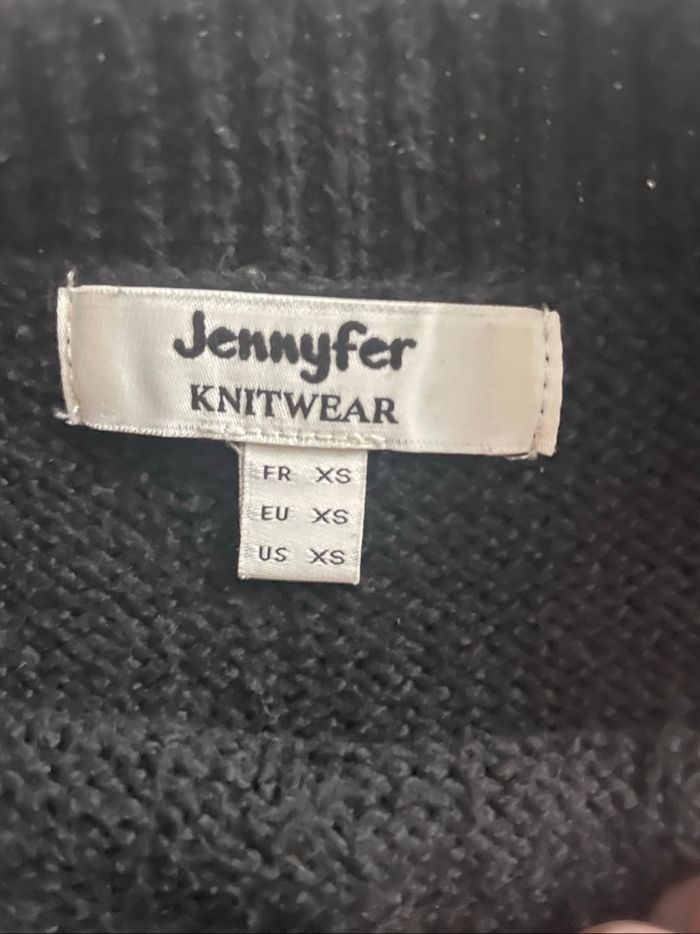 Jennyfer
KNITWEAR
FR XS
EU XS
US XS